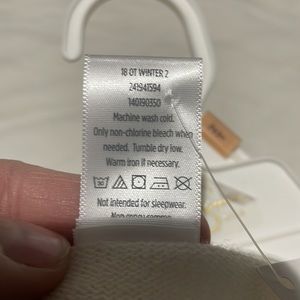 18 OT WINTER 2
241941594
140190350
Machine wash cold.
Only non-chlorine bleach when
needed. Tumble dry low.
Warm iron if necessary.
Not intended for sleepwear.